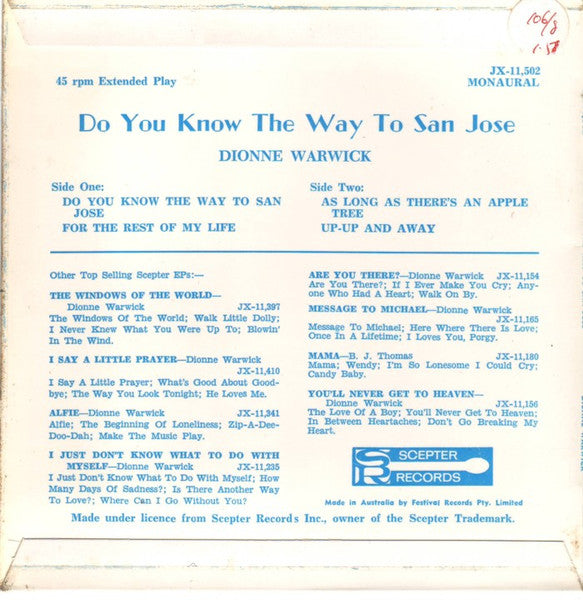 106/8
45 rpm Extended Play
JX-11,502
MONAURAL
Do You Know The Way To San Jose
DIONNE WARWICK
Side One:
DO YOU KNOW THE WAY TO SAN
JOSE
FOR THE REST OF MY LIFE
Side Two:
AS LONG AS THERE'S AN APPLE
TREE
UP-UP AND AWAY
Other Top Selling Scepter EPs:—
THE WINDOWS OF THE WORLD—
Dionne Warwick JX-11,397
The Windows Of The World; Walk Little Dolly;
I Never Knew What You Were Up To; Blowin'
In The Wind.
I SAY A LITTLE PRAYER—Dionne Warwick
JX-11,410
I Say A Little Prayer; What's Good About Good-
bye; The Way You Look Tonight; He Loves Me.
ALFIE—Dionne Warwick JX-11,341
Alfie; The Beginning Of Loneliness; Zip-A-Dee-
Doo-Dah; Make The Music Play.
I JUST DON'T KNOW WHAT TO DO WITH
MYSELF—Dionne Warwick JX-11,235
I Just Don't Know What To Do With Myself; How
Many Days Of Sadness?; Is There Another Way
To Love?; Where Can I Go Without You?
ARE YOU THERE?—Dionne Warwick JX-11,154
Are You There?; If I Ever Make You Cry; Any-
one Who Had A Heart; Walk On By.
MESSAGE TO MICHAEL—Dionne Warwick
JX-11,165
Message To Michael; Here Where There Is Love;
Once In A Lifetime; I Loves You, Porgy.
MAMA—B. J. Thomas JX-11,180
Mama; Wendy; I'm So Lonesome I Could Cry;
Candy Baby.
YOU'LL NEVER GET TO HEAVEN—
Dionne Warwick JX-11,156
The Love Of A Boy; You'll Never Get To Heaven;
In Between Heartaches; Don't Go Breaking My
Heart.
SR
SCEPTER
RECORDS
Made in Australia by Festival Records Pty. Limited
Made under licence from Scepter Records Inc., owner of the Scepter Trademark.